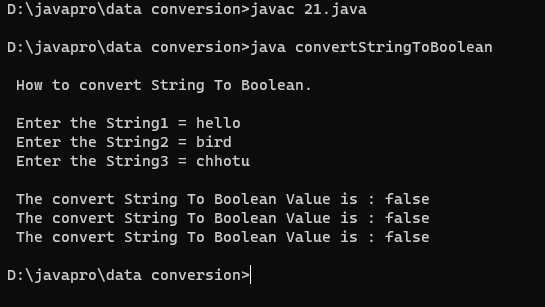 D:\javapro\data conversion>javac 21.java
D:\javapro\data conversion>java convertStringToBoolean
How to convert String To Boolean.
Enter the String1 = hello
Enter the String2 = bird
Enter the String3 = chhotu
The convert String To Boolean Value is : false
The convert String To Boolean Value is : false
The convert String To Boolean Value is : false
D:\javapro\data conversion>